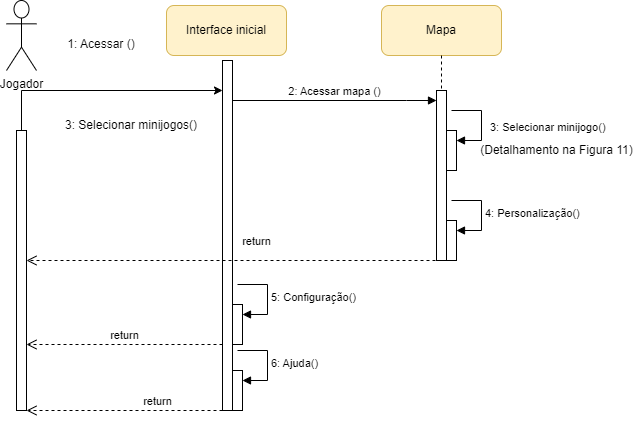 Interface inicial
Mapa
1: Acessar ()
Jogador
2: Acessar mapa ()
3: Selecionar minijogos()
3: Selecionar minijogo()
(Detalhamento na Figura 11)
4: Personalização()
return
5: Configuração()
return
6: Ajuda()
return